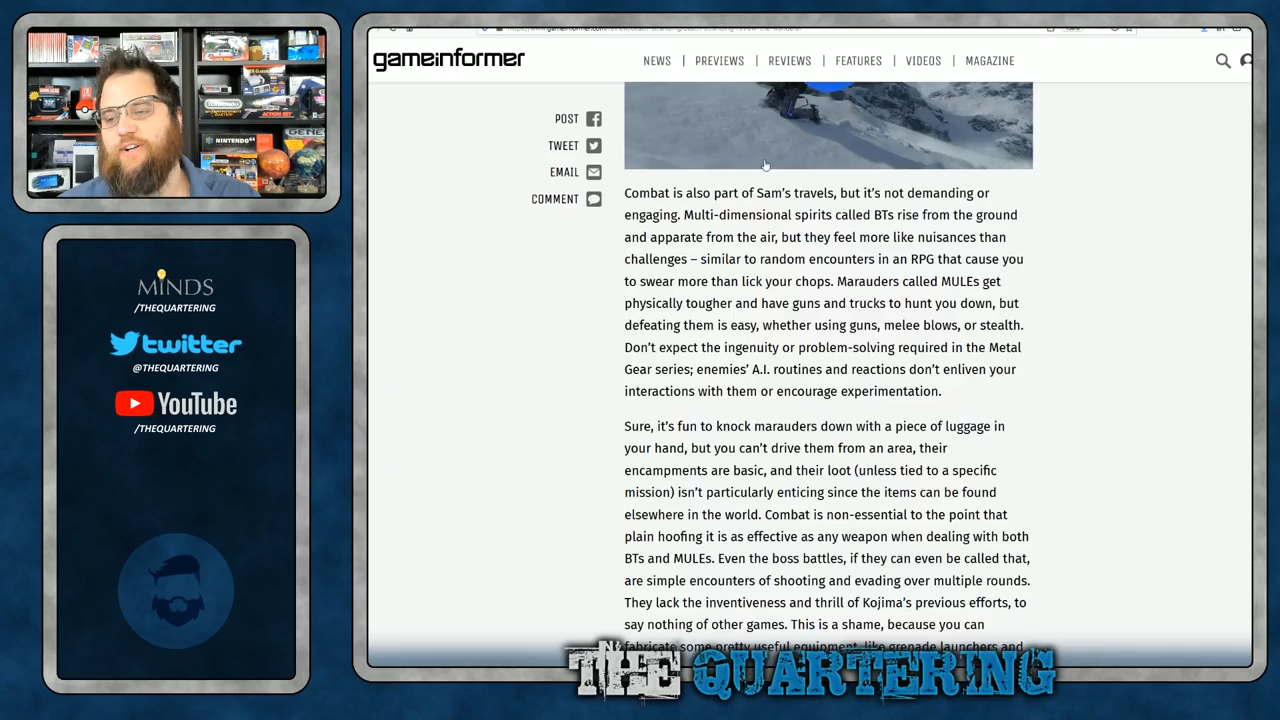 gameinformer
NEWS | PREVIEWS | REVIEWS | FEATURES | VIDEOS | MAGAZINE
POST
TWEET
EMAIL
COMMENT
Combat is also part of Sam's travels, but it's not demanding or
engaging. Multi-dimensional spirits called BTs rise from the ground
and apparate from the air, but they feel more like nuisances than
challenges – similar to random encounters in an RPG that cause you
to swear more than lick your chops. Marauders called MULEs get
physically tougher and have guns and trucks to hunt you down, but
defeating them is easy, whether using guns, melee blows, or stealth.
Don't expect the ingenuity or problem-solving required in the Metal
Gear series; enemies' A.I. routines and reactions don't enliven your
interactions with them or encourage experimentation.
Sure, it's fun to knock marauders down with a piece of luggage in
your hand, but you can't drive them from an area, their
encampments are basic, and their loot (unless tied to a specific
mission) isn't particularly enticing since the items can be found
elsewhere in the world. Combat is non-essential to the point that
plain hoofing it is as effective as any weapon when dealing with both
BTs and MULEs. Even the boss battles, if they can even be called that,
are simple encounters of shooting and evading over multiple rounds.
They lack the inventiveness and thrill of Kojima's previous efforts, to
say nothing of other games. This is a shame, because you can
fabricate some pretty useful equipment, like grenade launchers and
MINDS
/THEQUARTERING
twitter
@THEQUARTERING
YouTube
/THEQUARTERING
NINTENDO 64
THE QUARTERING